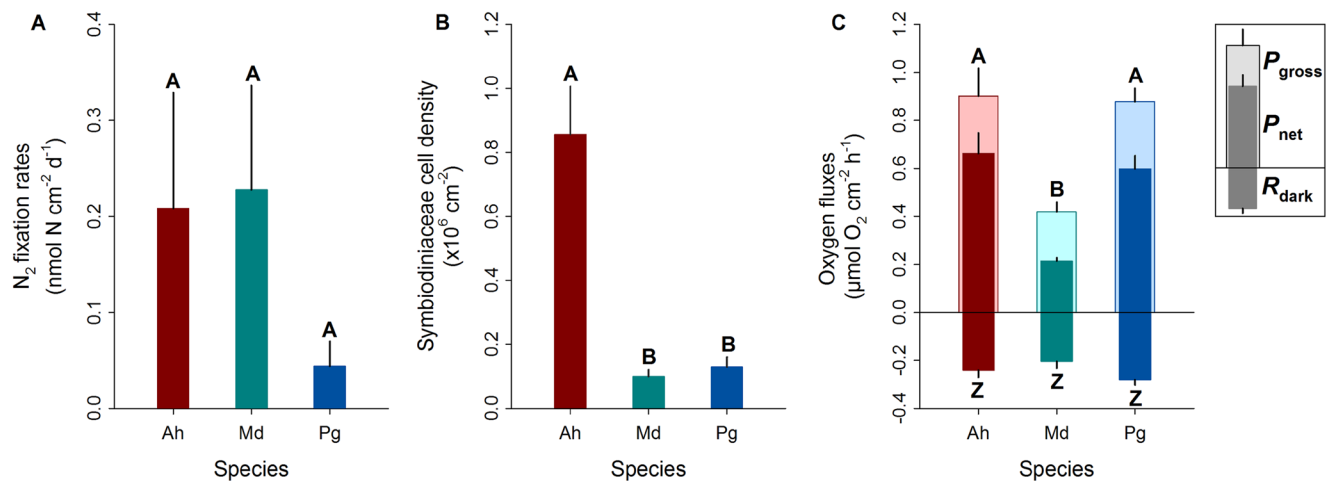 A
N2 fixation rates
(nmol N cm-2 d-1)
0.4
0.3
0.2
0.1
0.0
A
A
A
Ah Md Pg
Species
B
Symbiodiniaceae cell density
(x10^6 cm-2)
1.2
1.0
0.8
0.6
0.4
0.2
0.0
A
B
B
Ah Md Pg
Species
C
Oxygen fluxes
(µmol O2 cm-2 h-1)
1.2
1.0
0.8
0.6
0.4
0.2
0.0
-0.2
-0.4
A
B
A
Z
Z
Z
Ah Md Pg
Species
Pgross
Pnet
Rdark